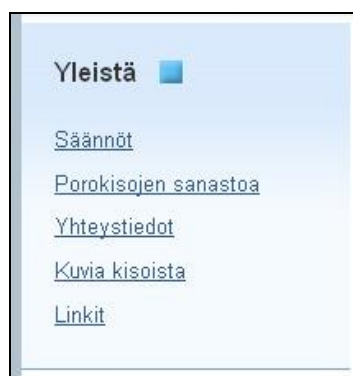 Yleistä
Säännöt
Porokisojen sanastoa
Yhteystiedot
Kuvia kisoista
Linkit